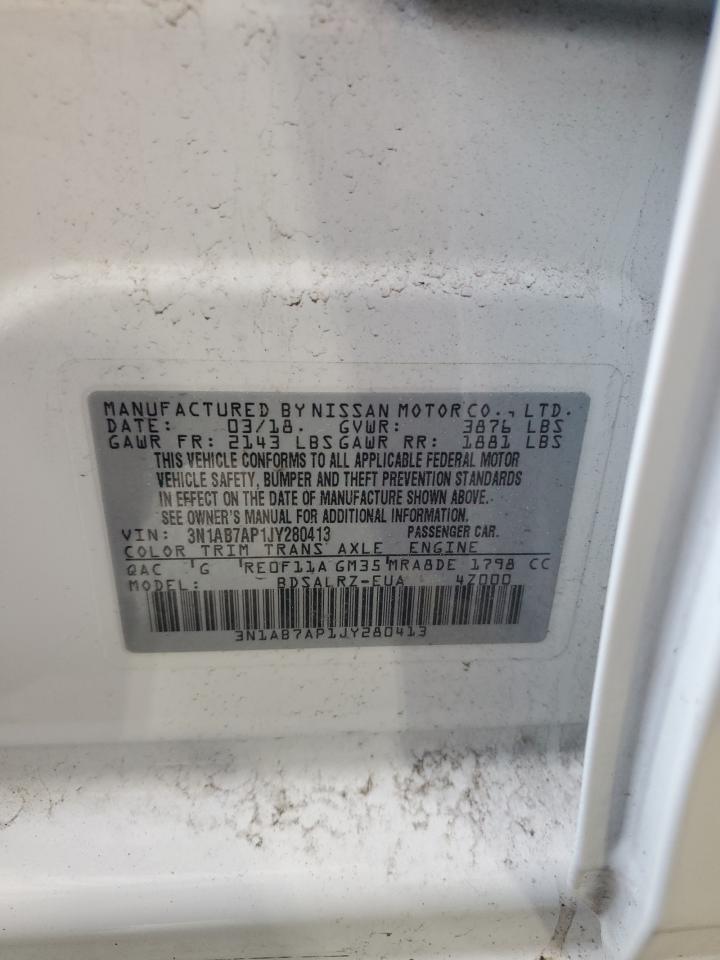 MANUFACTURED BY NISSAN MOTOR CO., LTD.
DATE: 03/18. GVWR: 3876 LBS
GAWR FR: 2143 LBS GAWR RR: 1881 LBS
THIS VEHICLE CONFORMS TO ALL APPLICABLE FEDERAL MOTOR
VEHICLE SAFETY, BUMPER AND THEFT PREVENTION STANDARDS
IN EFFECT ON THE DATE OF MANUFACTURE SHOWN ABOVE.
SEE OWNER'S MANUAL FOR ADDITIONAL INFORMATION.
VIN: 3N1AB7AP1JY280413 PASSENGER CAR.
COLOR TRIM TRANS AXLE ENGINE
QAC G RE0F11A GM35 MRA8DE 1798 CC
MODEL: BDSALRZ-EUA 4Z000
3N1AB7AP1JY280413